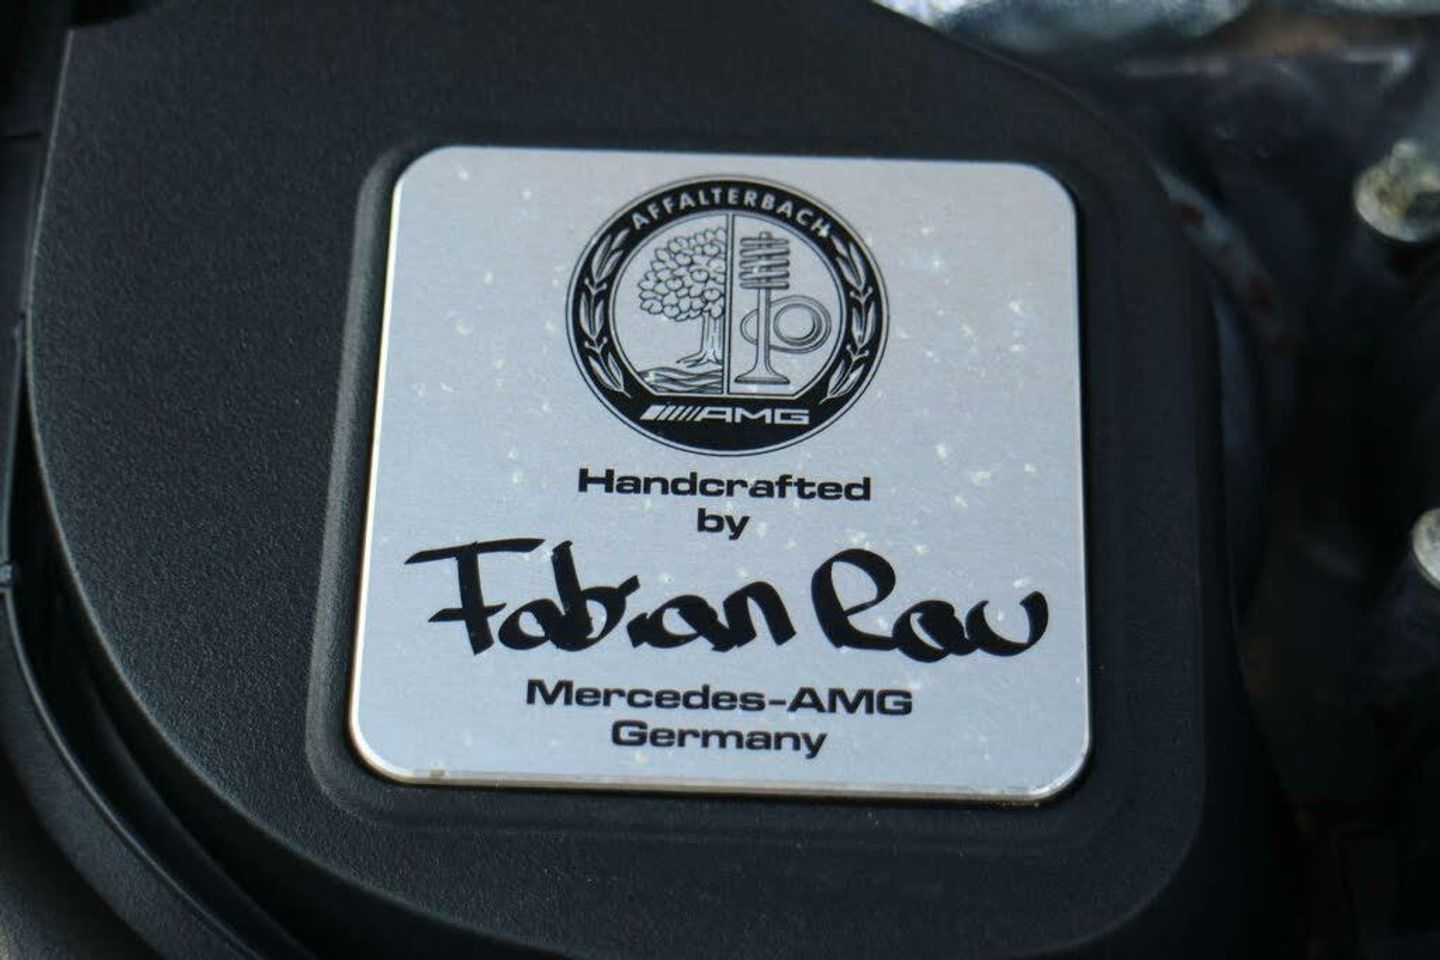 AFFALTERBACH
AMG
Handcrafted
by
Fabian Rau
Mercedes-AMG
Germany